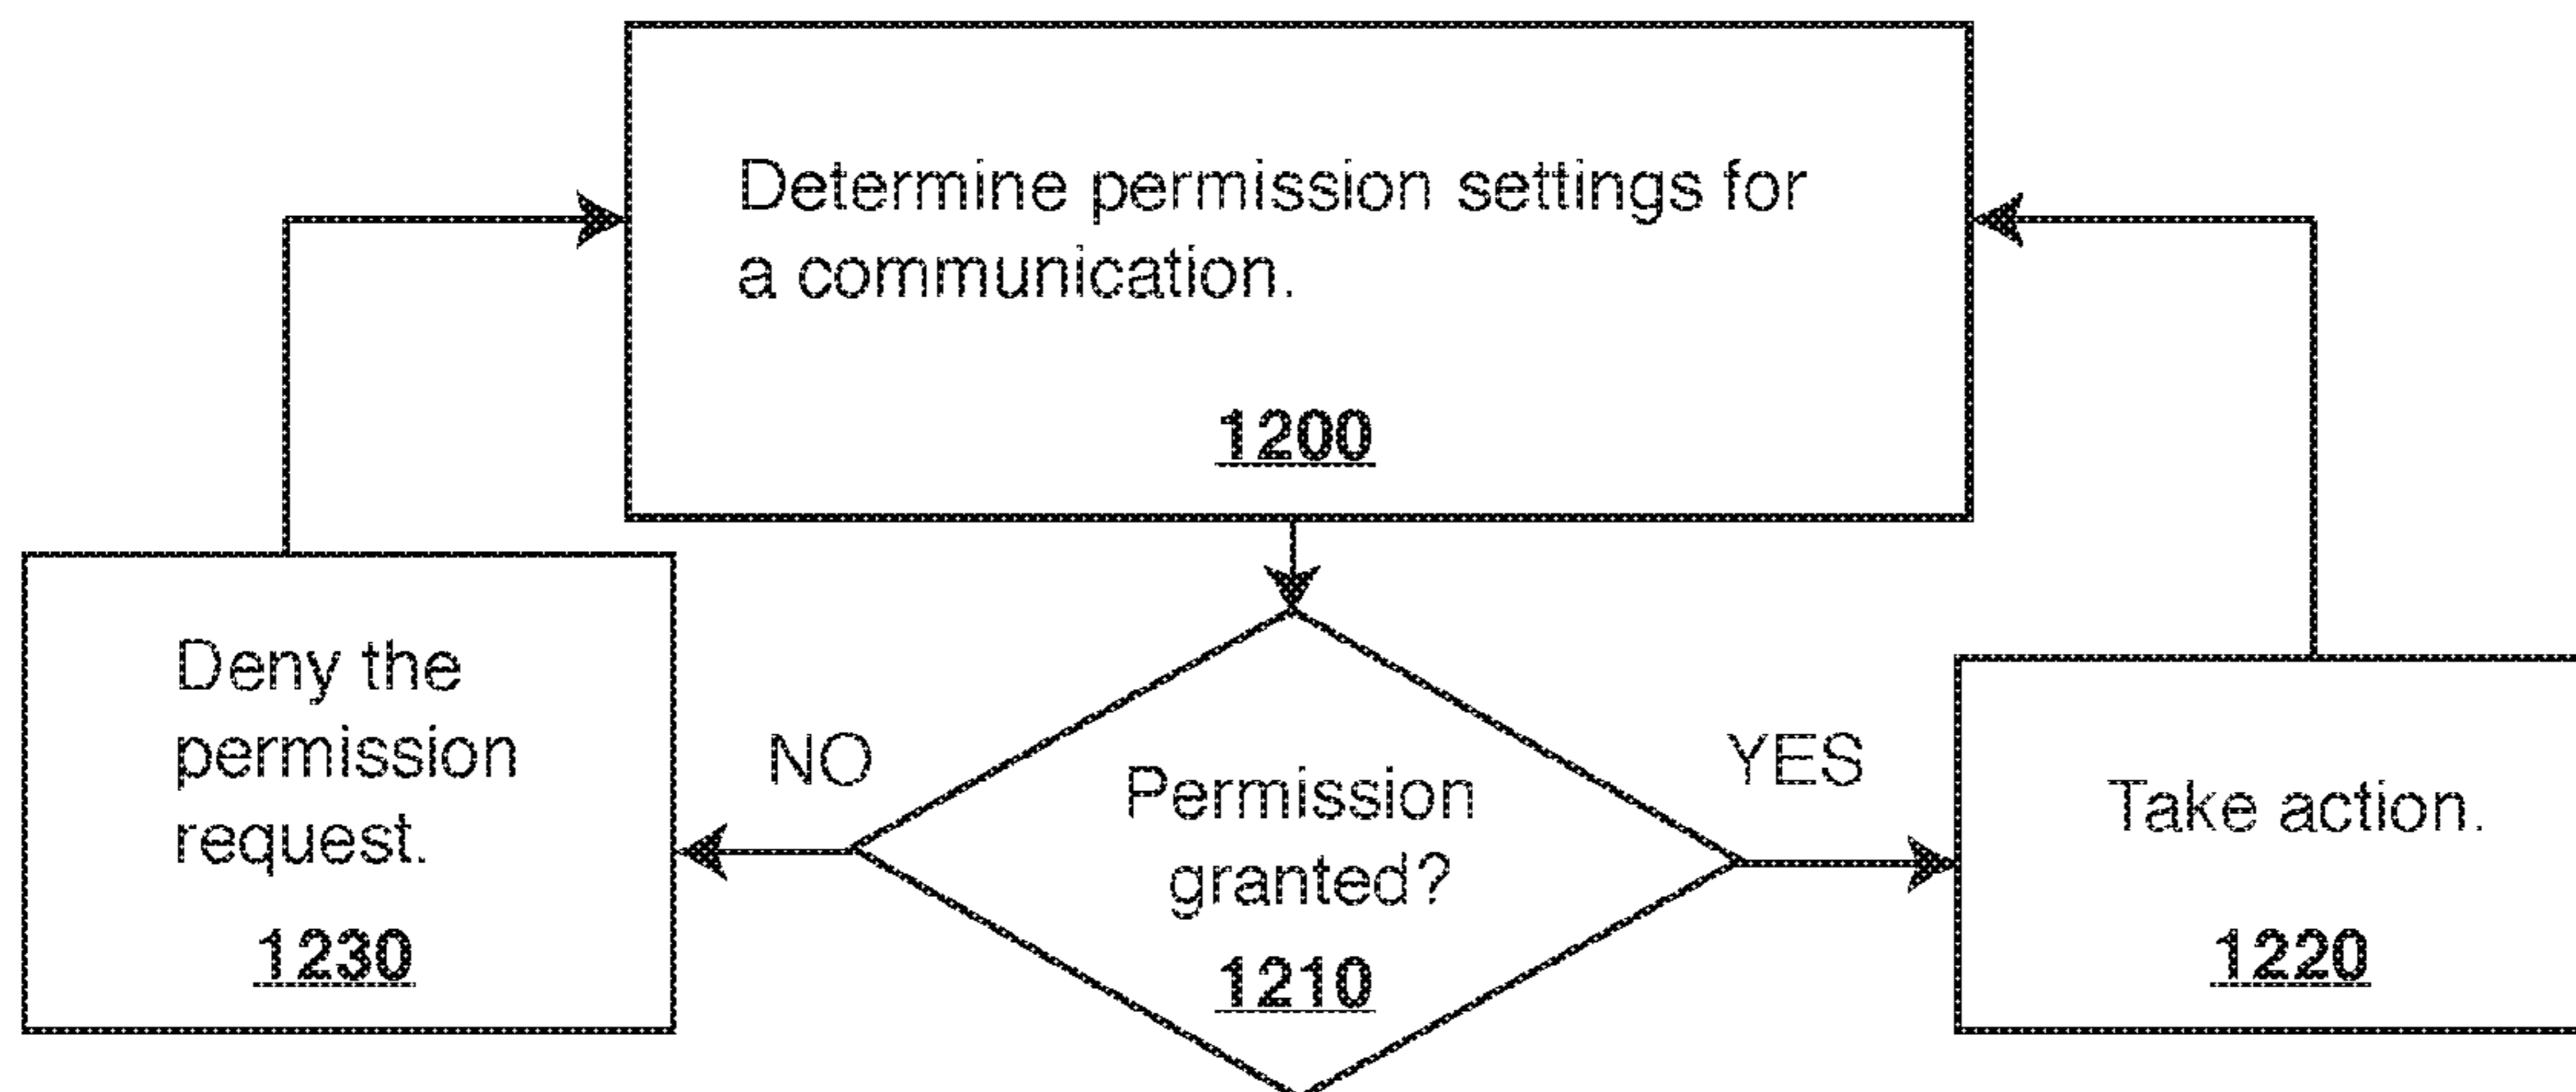 Determine permission settings for
a communication.
1200
Deny the
permission
request.
1230
NO
Permission
granted?
1210
YES
Take action.
1220